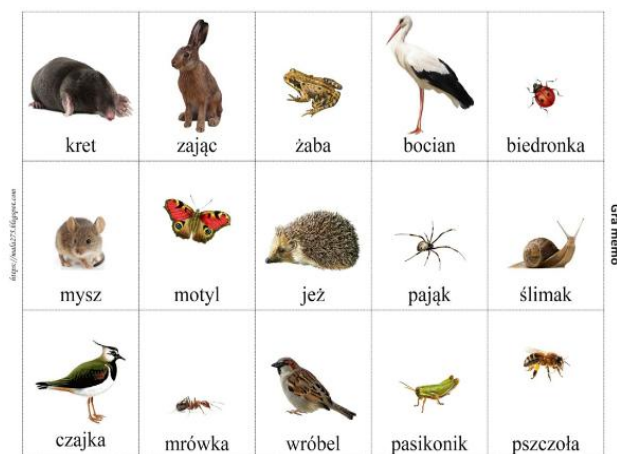 kret
zając
żaba
bocian
biedronka
mysz
motyl
jeż
pająk
ślimak
czajka
mrówka
wróbel
pasikonik
pszczoła
Gra memo